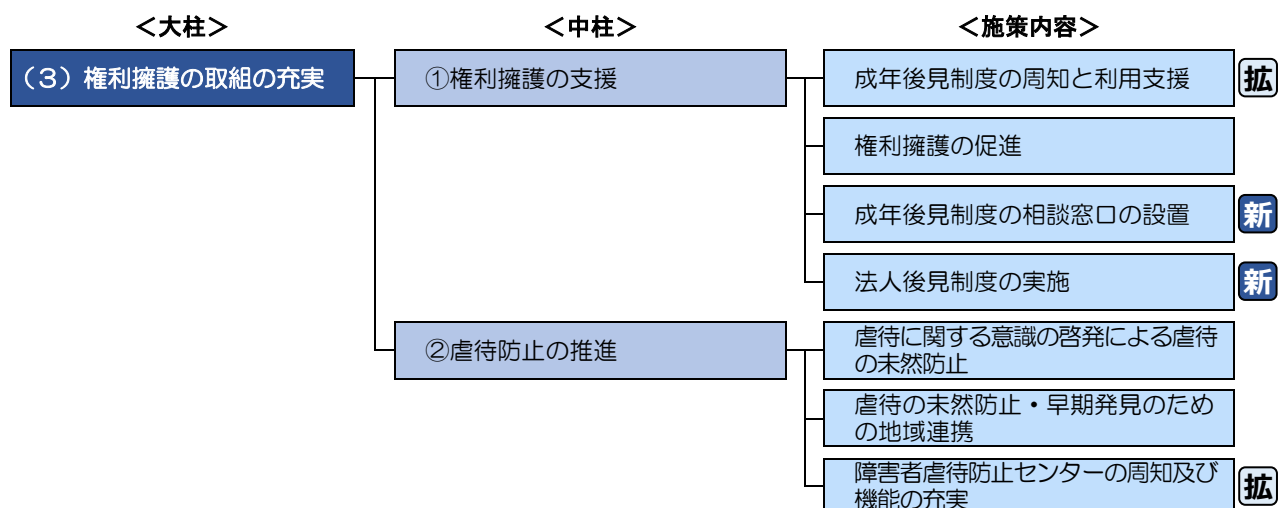 ＜大柱＞
＜中柱＞
＜施策内容＞
（３）権利擁護の取組の充実
①権利擁護の支援
成年後見制度の周知と利用支援
拡
権利擁護の促進
成年後見制度の相談窓口の設置
新
法人後見制度の実施
新
②虐待防止の推進
虐待に関する意識の啓発による虐待
の未然防止
虐待の未然防止・早期発見のため
の地域連携
障害者虐待防止センターの周知及び
機能の充実
拡